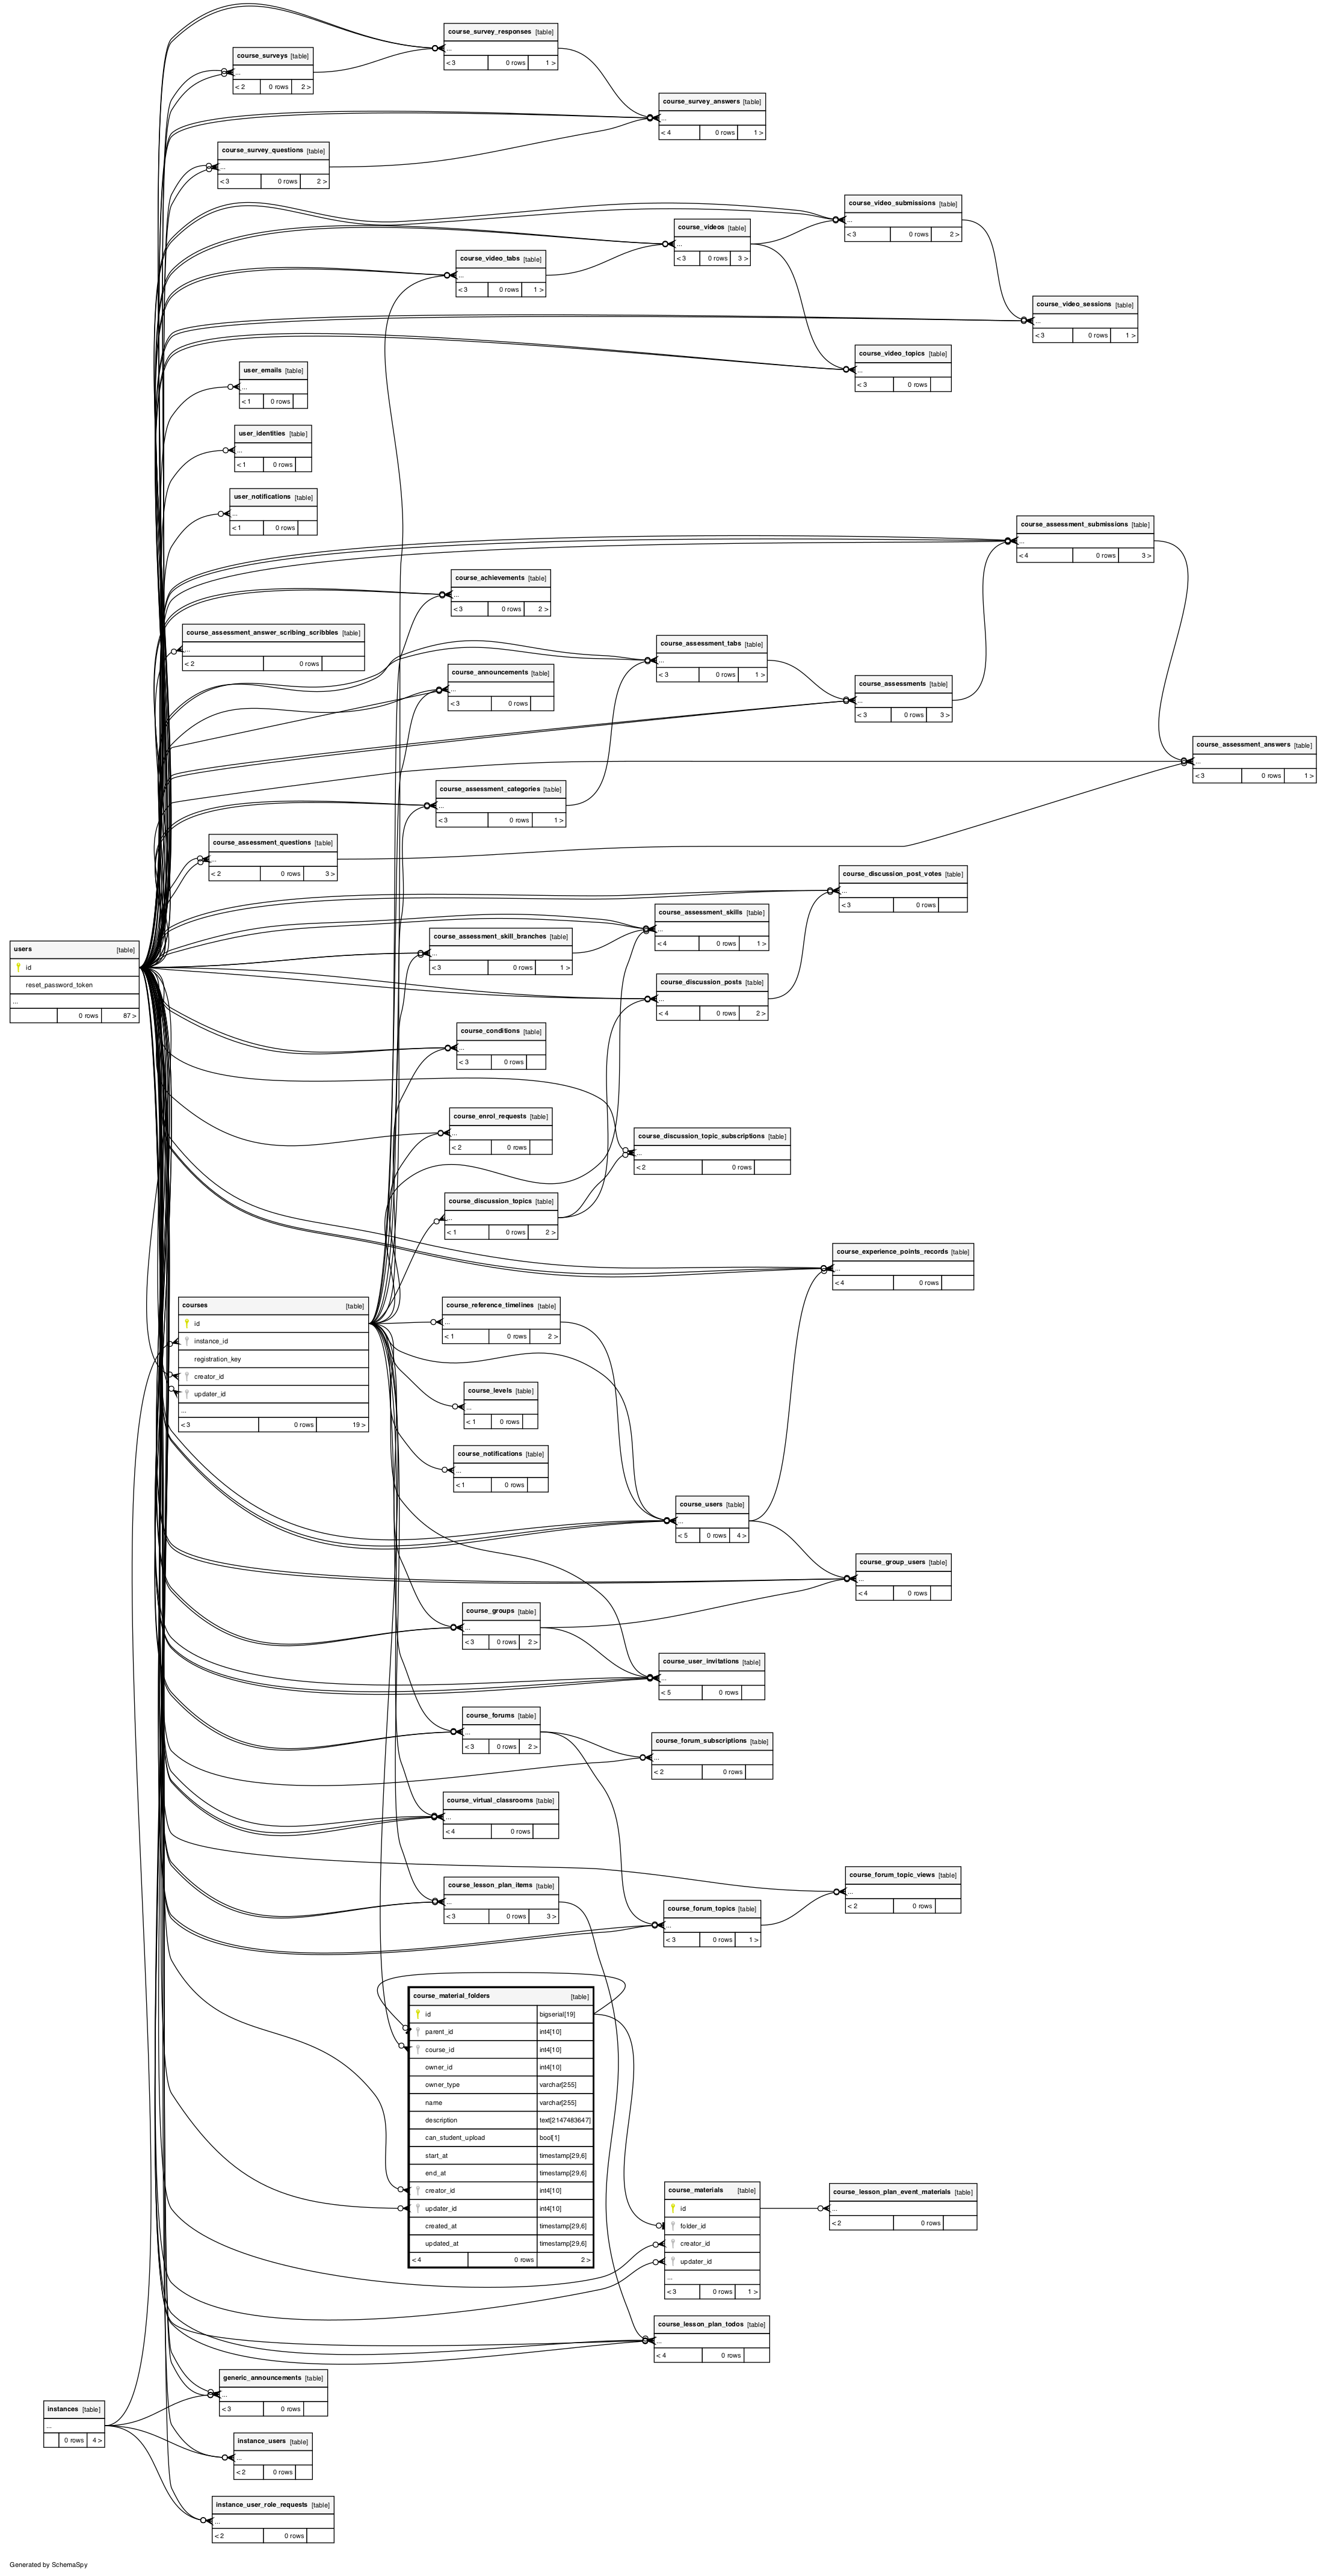 course_survey_responses [table]
...
< 3 0 rows 1 >
course_surveys [table]
...
< 2 0 rows 2 >
course_survey_answers [table]
...
< 4 0 rows 1 >
course_survey_questions [table]
...
< 3 0 rows 2 >
course_video_submissions [table]
...
< 3 0 rows 2 >
course_videos [table]
...
< 3 0 rows 3 >
course_video_tabs [table]
...
< 3 0 rows 1 >
course_video_sessions [table]
...
< 3 0 rows 1 >
course_video_topics [table]
...
< 3 0 rows
user_emails [table]
...
< 1 0 rows
user_identities [table]
...
< 1 0 rows
user_notifications [table]
...
< 1 0 rows
course_assessment_submissions [table]
...
< 4 0 rows 3 >
course_achievements [table]
...
< 3 0 rows 2 >
course_assessment_answer_scribing_scribbles [table]
...
< 2 0 rows
course_assessment_tabs [table]
...
< 3 0 rows 1 >
course_announcements [table]
...
< 3 0 rows
course_assessments [table]
...
< 3 0 rows 3 >
course_assessment_answers [table]
...
< 3 0 rows 1 >
course_assessment_categories [table]
...
< 3 0 rows 1 >
course_assessment_questions [table]
...
< 2 0 rows 3 >
course_discussion_post_votes [table]
...
< 3 0 rows
course_assessment_skills [table]
...
< 4 0 rows 1 >
course_assessment_skill_branches [table]
...
< 3 0 rows 1 >
users [table]
id
reset_password_token
...
0 rows 87 >
course_discussion_posts [table]
...
< 4 0 rows 2 >
course_conditions [table]
...
< 3 0 rows
course_enrol_requests [table]
...
< 2 0 rows
course_discussion_topic_subscriptions [table]
...
< 2 0 rows
course_discussion_topics [table]
...
< 1 0 rows 2 >
course_experience_points_records [table]
...
< 4 0 rows
courses [table]
id
instance_id
registration_key
creator_id
updater_id
...
< 3 0 rows 19 >
course_reference_timelines [table]
...
< 1 0 rows 2 >
course_levels [table]
...
< 1 0 rows
course_notifications [table]
...
< 1 0 rows
course_users [table]
...
< 5 0 rows 4 >
course_group_users [table]
...
< 4 0 rows
course_groups [table]
...
< 3 0 rows 2 >
course_user_invitations [table]
...
< 5 0 rows
course_forums [table]
...
< 3 0 rows 2 >
course_forum_subscriptions [table]
...
< 2 0 rows
course_virtual_classrooms [table]
...
< 4 0 rows
course_forum_topic_views [table]
...
< 2 0 rows
course_lesson_plan_items [table]
...
< 3 0 rows 3 >
course_forum_topics [table]
...
< 3 0 rows 1 >
course_material_folders [table]
id bigserial[19]
parent_id int4[10]
course_id int4[10]
owner_id int4[10]
owner_type varchar[255]
name varchar[255]
description text[2147483647]
can_student_upload bool[1]
start_at timestamp[29,6]
end_at timestamp[29,6]
creator_id int4[10]
updater_id int4[10]
created_at timestamp[29,6]
updated_at timestamp[29,6]
< 4 0 rows 2 >
course_materials [table]
id
folder_id
creator_id
updater_id
...
< 3 0 rows 1 >
course_lesson_plan_event_materials [table]
...
< 2 0 rows
course_lesson_plan_todos [table]
...
< 4 0 rows
generic_announcements [table]
...
< 3 0 rows
instances [table]
...
0 rows 4 >
instance_users [table]
...
< 2 0 rows
instance_user_role_requests [table]
...
< 2 0 rows
Generated by SchemaSpy